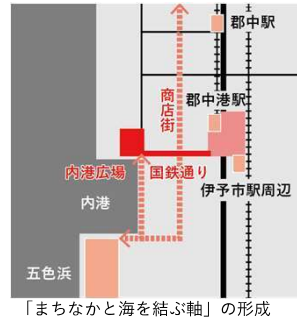 郡中駅
商店街
郡中港駅
内港広場
国鉄通り
伊予市駅周辺
内港
五色浜
「まちなかと海を結ぶ軸」の形成